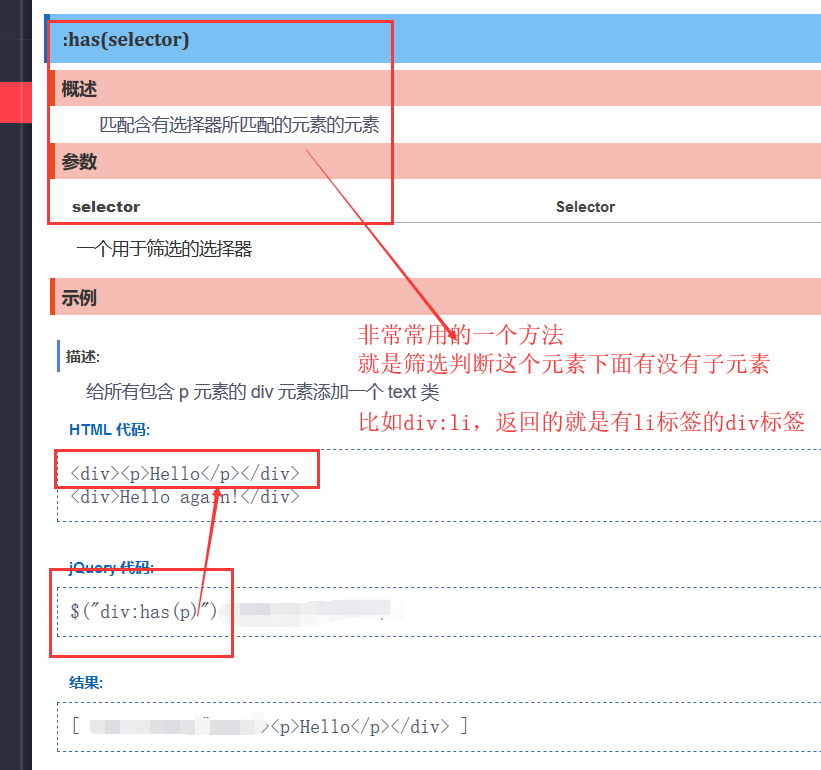 :has(selector)
概述
匹配含有选择器所匹配的元素的元素
参数
selector Selector
一个用于筛选的选择器
示例
非常常用的一个方法
就是筛选判断这个元素下面有没有子元素
比如div:li，返回的就是有li标签的div标签
描述:
给所有包含 p 元素的 div 元素添加一个 text 类
HTML 代码:
<div><p>Hello</p></div>
<div>Hello again!</div>
jQuery 代码:
$("div:has(p)")
结果:
[ ><p>Hello</p></div> ]